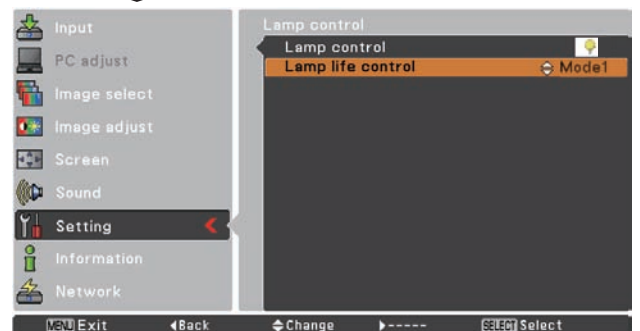 Input
PC adjust
Image select
Image adjust
Screen
Sound
Setting
Information
Network
Lamp control
Lamp control
Lamp life control Mode1
MENU Exit Back Change ----- SELECT Select